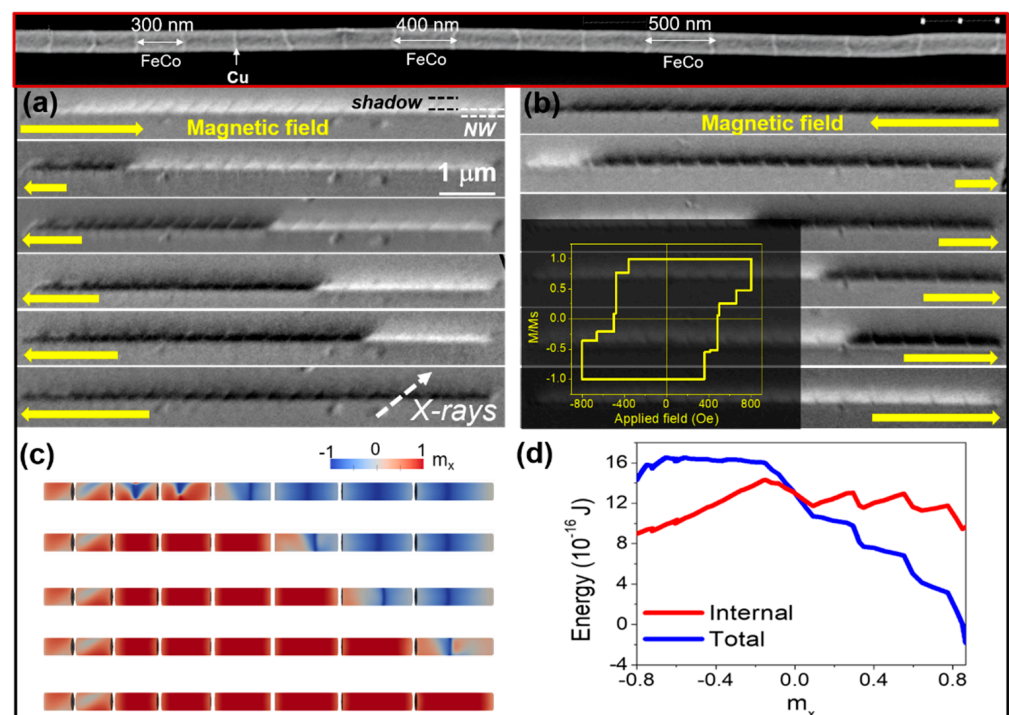 300 nm 400 nm 500 nm
FeCo Cu FeCo FeCo
(a) shadow NW
Magnetic field
1 μm
X-rays
(b)
Magnetic field
1.0
0.5
0.0
-0.5
-1.0
M/Ms
-800 -400 0 400 800
Applied field (Oe)
(c) -1 0 1
mx
(d)
16
12
8
4
0
-4
Energy (10-16 J)
Internal
Total
-0.8 -0.4 0.0 0.4 0.8
mx